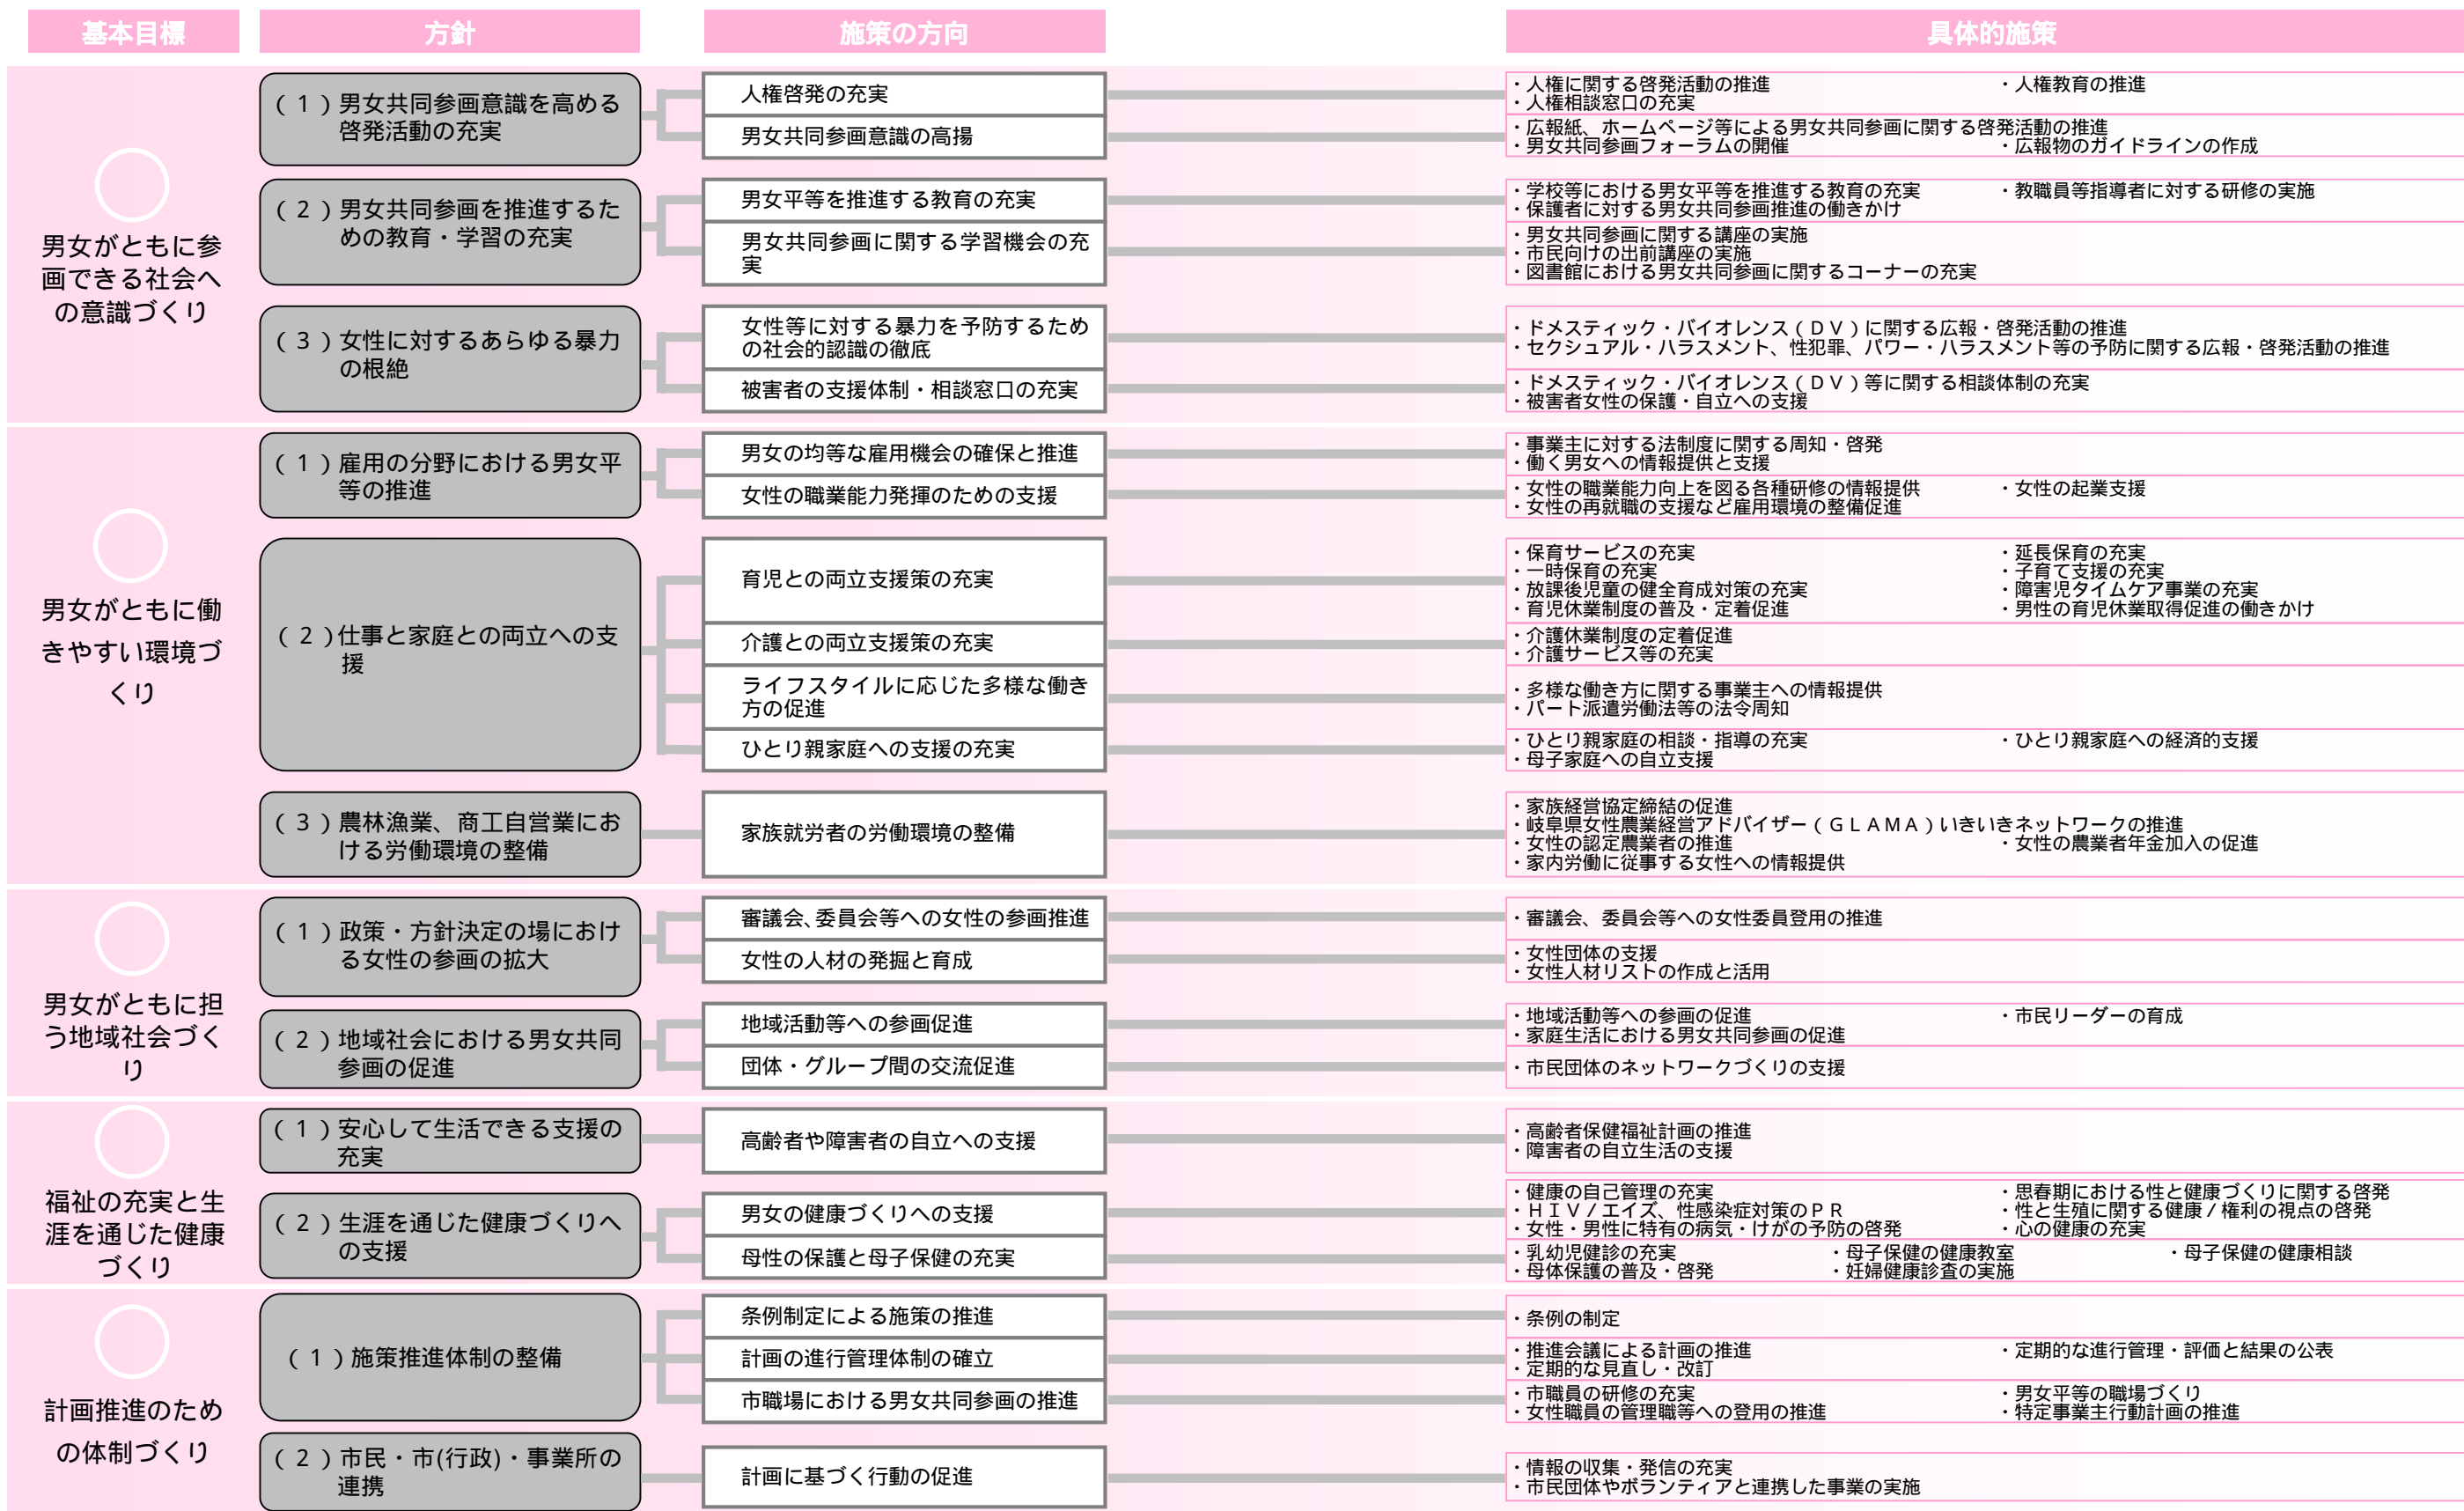 基本目標
方針
施策の方向
具体的施策
男女がともに参
画できる社会へ
の意識づくり
(1)男女共同参画意識を高める
啓発活動の充実
人権啓発の充実
・人権に関する啓発活動の推進 ・人権教育の推進
・人権相談窓口の充実
男女共同参画意識の高揚
・広報紙、ホームページ等による男女共同参画に関する啓発活動の推進
・男女共同参画フォーラムの開催 ・広報物のガイドラインの作成
(2)男女共同参画を推進するた
めの教育・学習の充実
男女平等を推進する教育の充実
・学校等における男女平等を推進する教育の充実 ・教職員等指導者に対する研修の実施
・保護者に対する男女共同参画推進の働きかけ
男女共同参画に関する学習機会の充
実
・男女共同参画に関する講座の実施
・市民向けの出前講座の実施
・図書館における男女共同参画に関するコーナーの充実
(3)女性に対するあらゆる暴力
の根絶
女性等に対する暴力を予防するため
の社会的認識の徹底
・ドメスティック・バイオレンス(DV)に関する広報・啓発活動の推進
・セクシュアル・ハラスメント、性犯罪、パワー・ハラスメント等の予防に関する広報・啓発活動の推進
被害者の支援体制・相談窓口の充実
・ドメスティック・バイオレンス(DV)等に関する相談体制の充実
・被害者女性の保護・自立への支援
男女がともに働
きやすい環境づ
くり
(1)雇用の分野における男女平
等の推進
男女の均等な雇用機会の確保と推進
・事業主に対する法制度に関する周知・啓発
・働く男女への情報提供と支援
女性の職業能力発揮のための支援
・女性の職業能力向上を図る各種研修の情報提供 ・女性の起業支援
・女性の再就職の支援など雇用環境の整備促進
(2)仕事と家庭との両立への支
援
育児との両立支援策の充実
・保育サービスの充実 ・延長保育の充実
・一時保育の充実 ・子育て支援の充実
・放課後児童の健全育成対策の充実 ・障害児タイムケア事業の充実
・育児休業制度の普及・定着促進 ・男性の育児休業取得促進の働きかけ
介護との両立支援策の充実
・介護休業制度の定着促進
・介護サービス等の充実
ライフスタイルに応じた多様な働き
方の促進
・多様な働き方に関する事業主への情報提供
・パート派遣労働法等の法令周知
ひとり親家庭への支援の充実
・ひとり親家庭の相談・指導の充実 ・ひとり親家庭への経済的支援
・母子家庭への自立支援
(3)農林漁業、商工自営業にお
ける労働環境の整備
家族就労者の労働環境の整備
・家族経営協定締結の促進
・岐阜県女性農業経営アドバイザー(GLAMA)いきいきネットワークの推進
・女性の認定農業者の推進 ・女性の農業者年金加入の促進
・家内労働に従事する女性への情報提供
男女がともに担
う地域社会づく
り
(1)政策・方針決定の場におけ
る女性の参画の拡大
審議会、委員会等への女性の参画推進
・審議会、委員会等への女性委員登用の推進
女性の人材の発掘と育成
・女性団体の支援
・女性人材リストの作成と活用
(2)地域社会における男女共同
参画の促進
地域活動等への参画促進
・地域活動等への参画の促進 ・市民リーダーの育成
・家庭生活における男女共同参画の促進
団体・グループ間の交流促進
・市民団体のネットワークづくりの支援
福祉の充実と生
涯を通じた健康
づくり
(1)安心して生活できる支援の
充実
高齢者や障害者の自立への支援
・高齢者保健福祉計画の推進
・障害者の自立生活の支援
(2)生涯を通じた健康づくりへ
の支援
男女の健康づくりへの支援
・健康の自己管理の充実 ・思春期における性と健康づくりに関する啓発
・HIV/エイズ、性感染症対策のPR ・性と生殖に関する健康/権利の視点の啓発
・女性・男性に特有の病気・けがの予防の啓発 ・心の健康の充実
母性の保護と母子保健の充実
・乳幼児健診の充実 ・母子保健の健康教室 ・母子保健の健康相談
・母体保護の普及・啓発 ・妊婦健康診査の実施
計画推進のため
の体制づくり
(1)施策推進体制の整備
条例制定による施策の推進
・条例の制定
計画の進行管理体制の確立
・推進会議による計画の推進 ・定期的な進行管理・評価と結果の公表
・定期的な見直し・改訂
市職場における男女共同参画の推進
・市職員の研修の充実 ・男女平等の職場づくり
・女性職員の管理職等への登用の推進 ・特定事業主行動計画の推進
(2)市民・市(行政)・事業所の
連携
計画に基づく行動の促進
・情報の収集・発信の充実
・市民団体やボランティアと連携した事業の実施